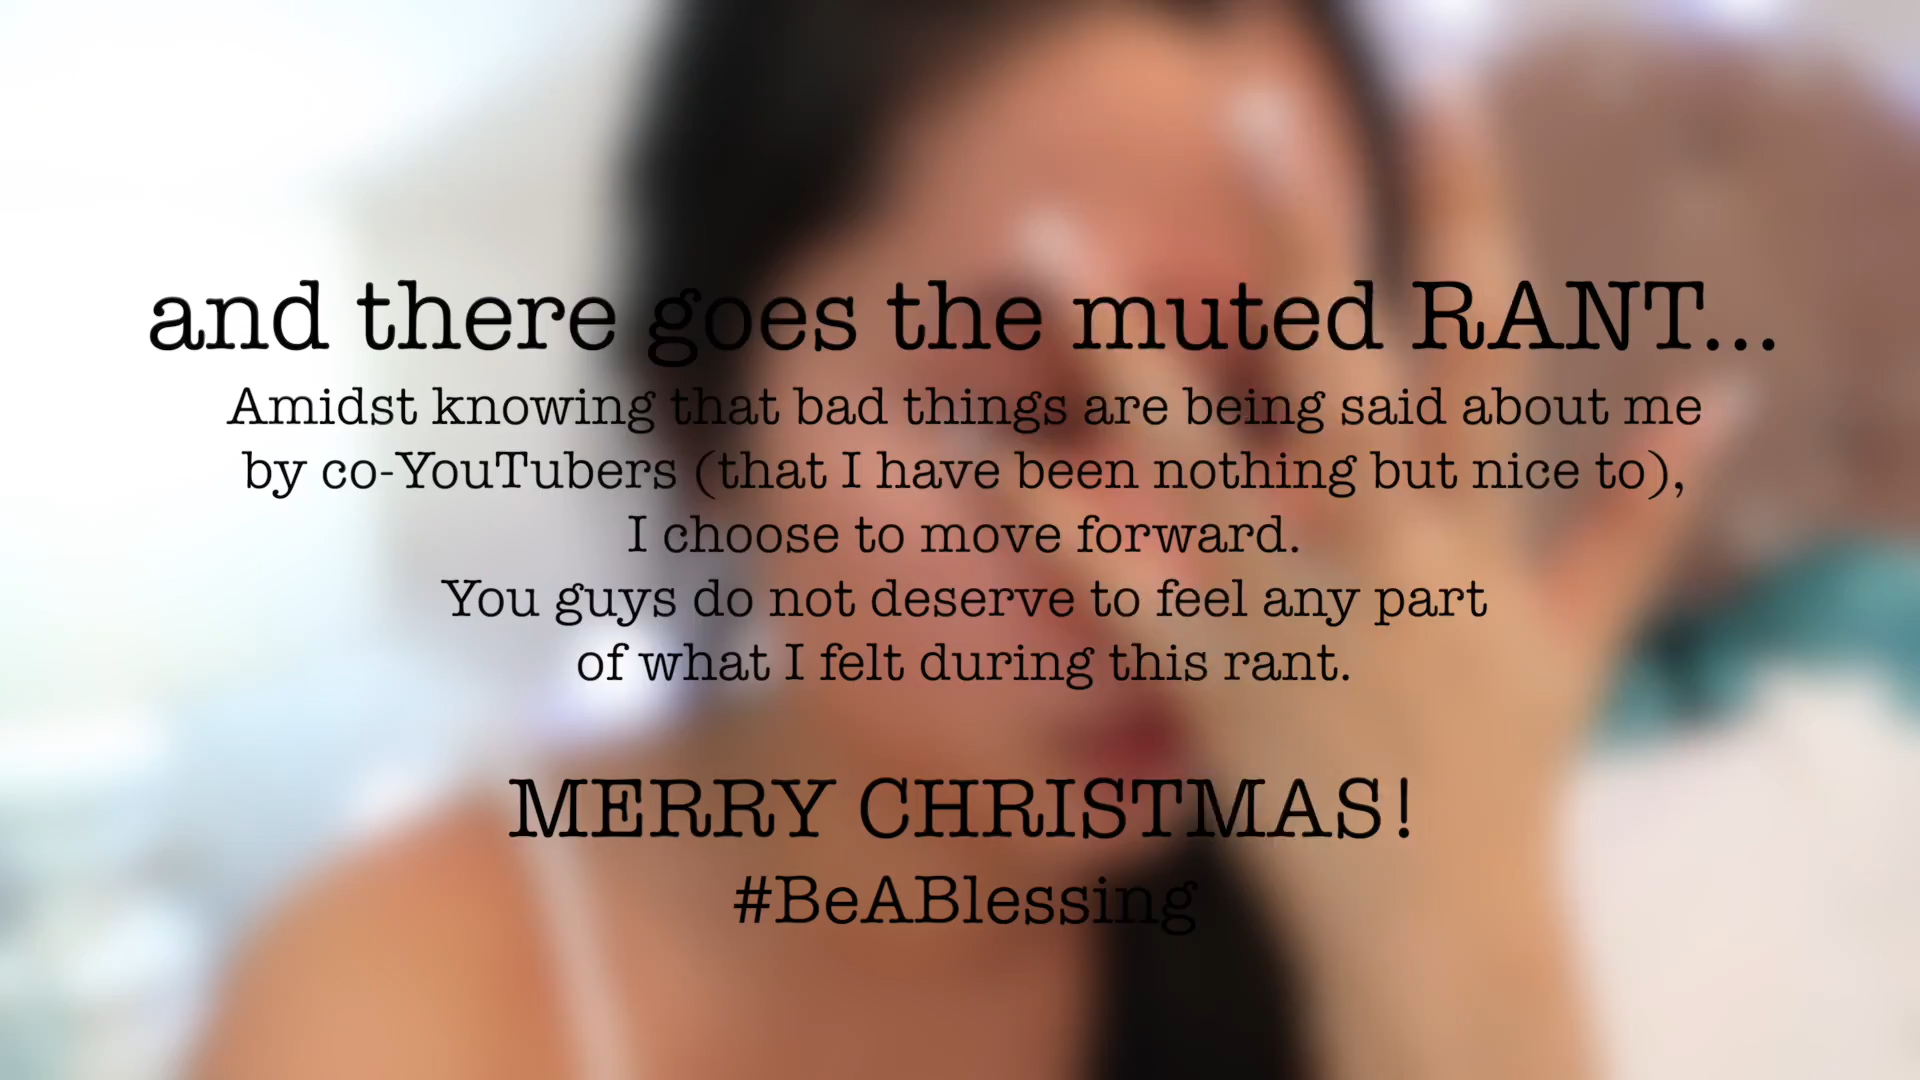 and there goes the muted RANT...
Amidst knowing that bad things are being said about me
by co-YouTubers (that I have been nothing but nice to),
I choose to move forward.
You guys do not deserve to feel any part
of what I felt during this rant.
MERRY CHRISTMAS!
#BeABlessing